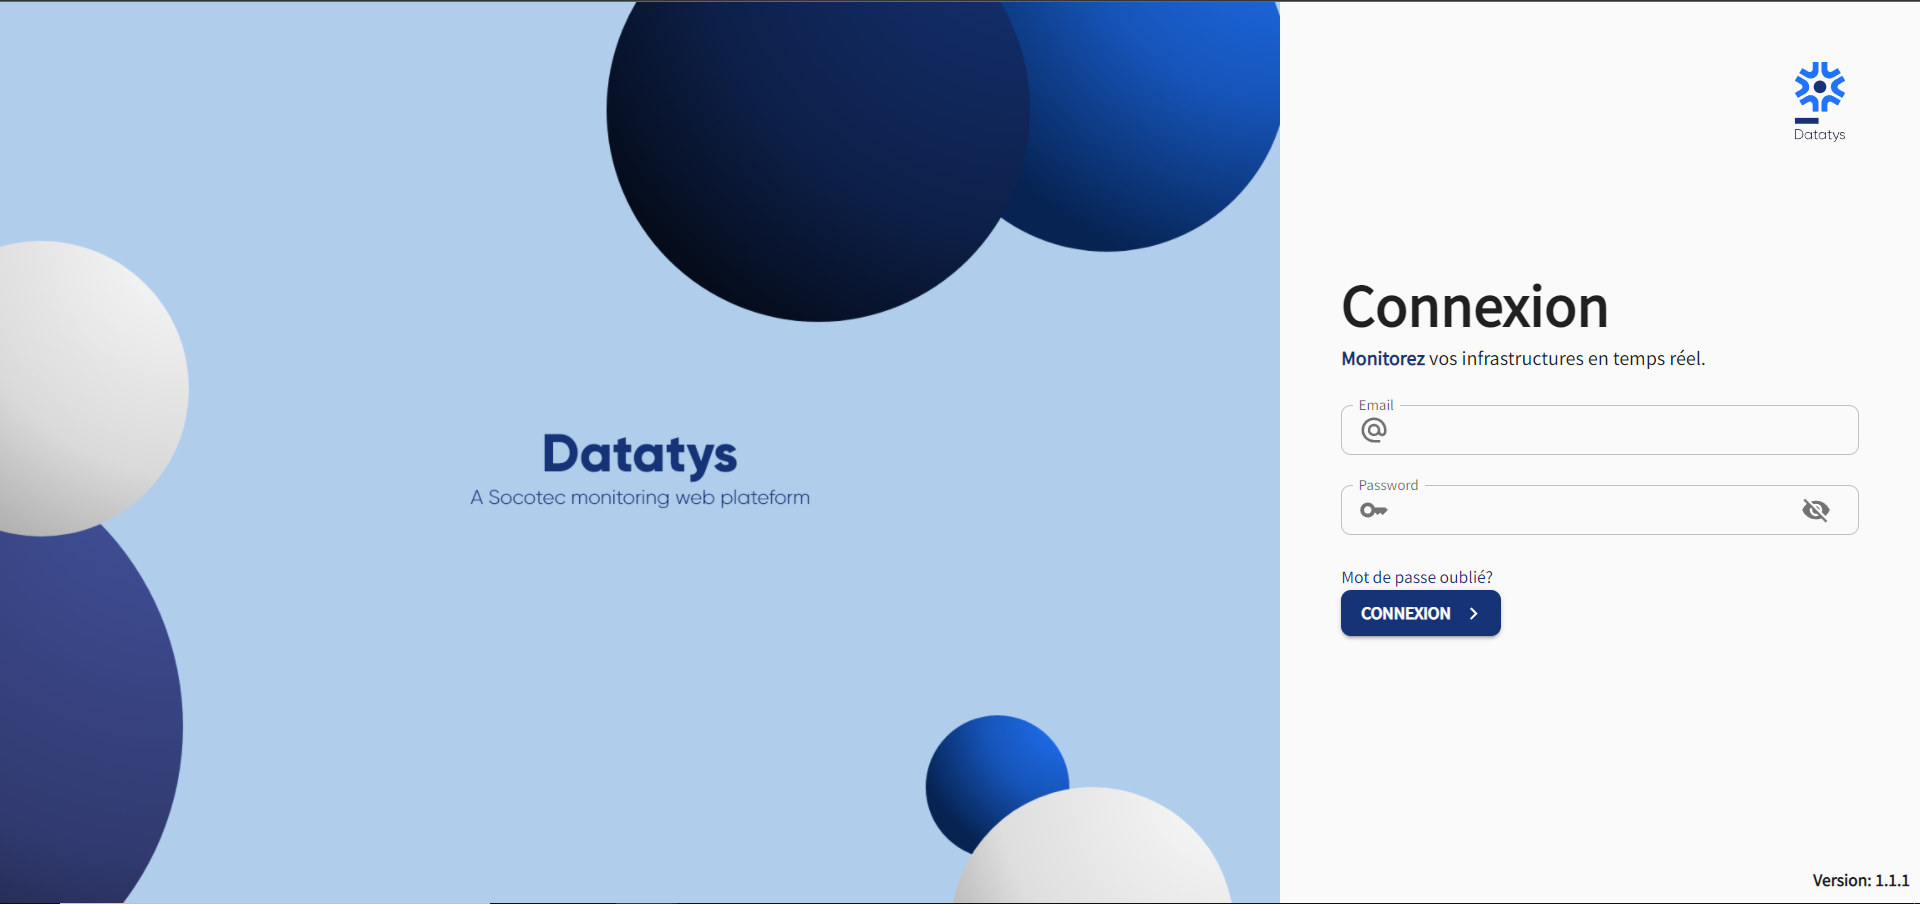 Datatys
A Socotec monitoring web plateform
Datatys
Connexion
Monitorez vos infrastructures en temps réel.
Email
Password
Mot de passe oublié?
CONNEXION
Version: 1.1.1